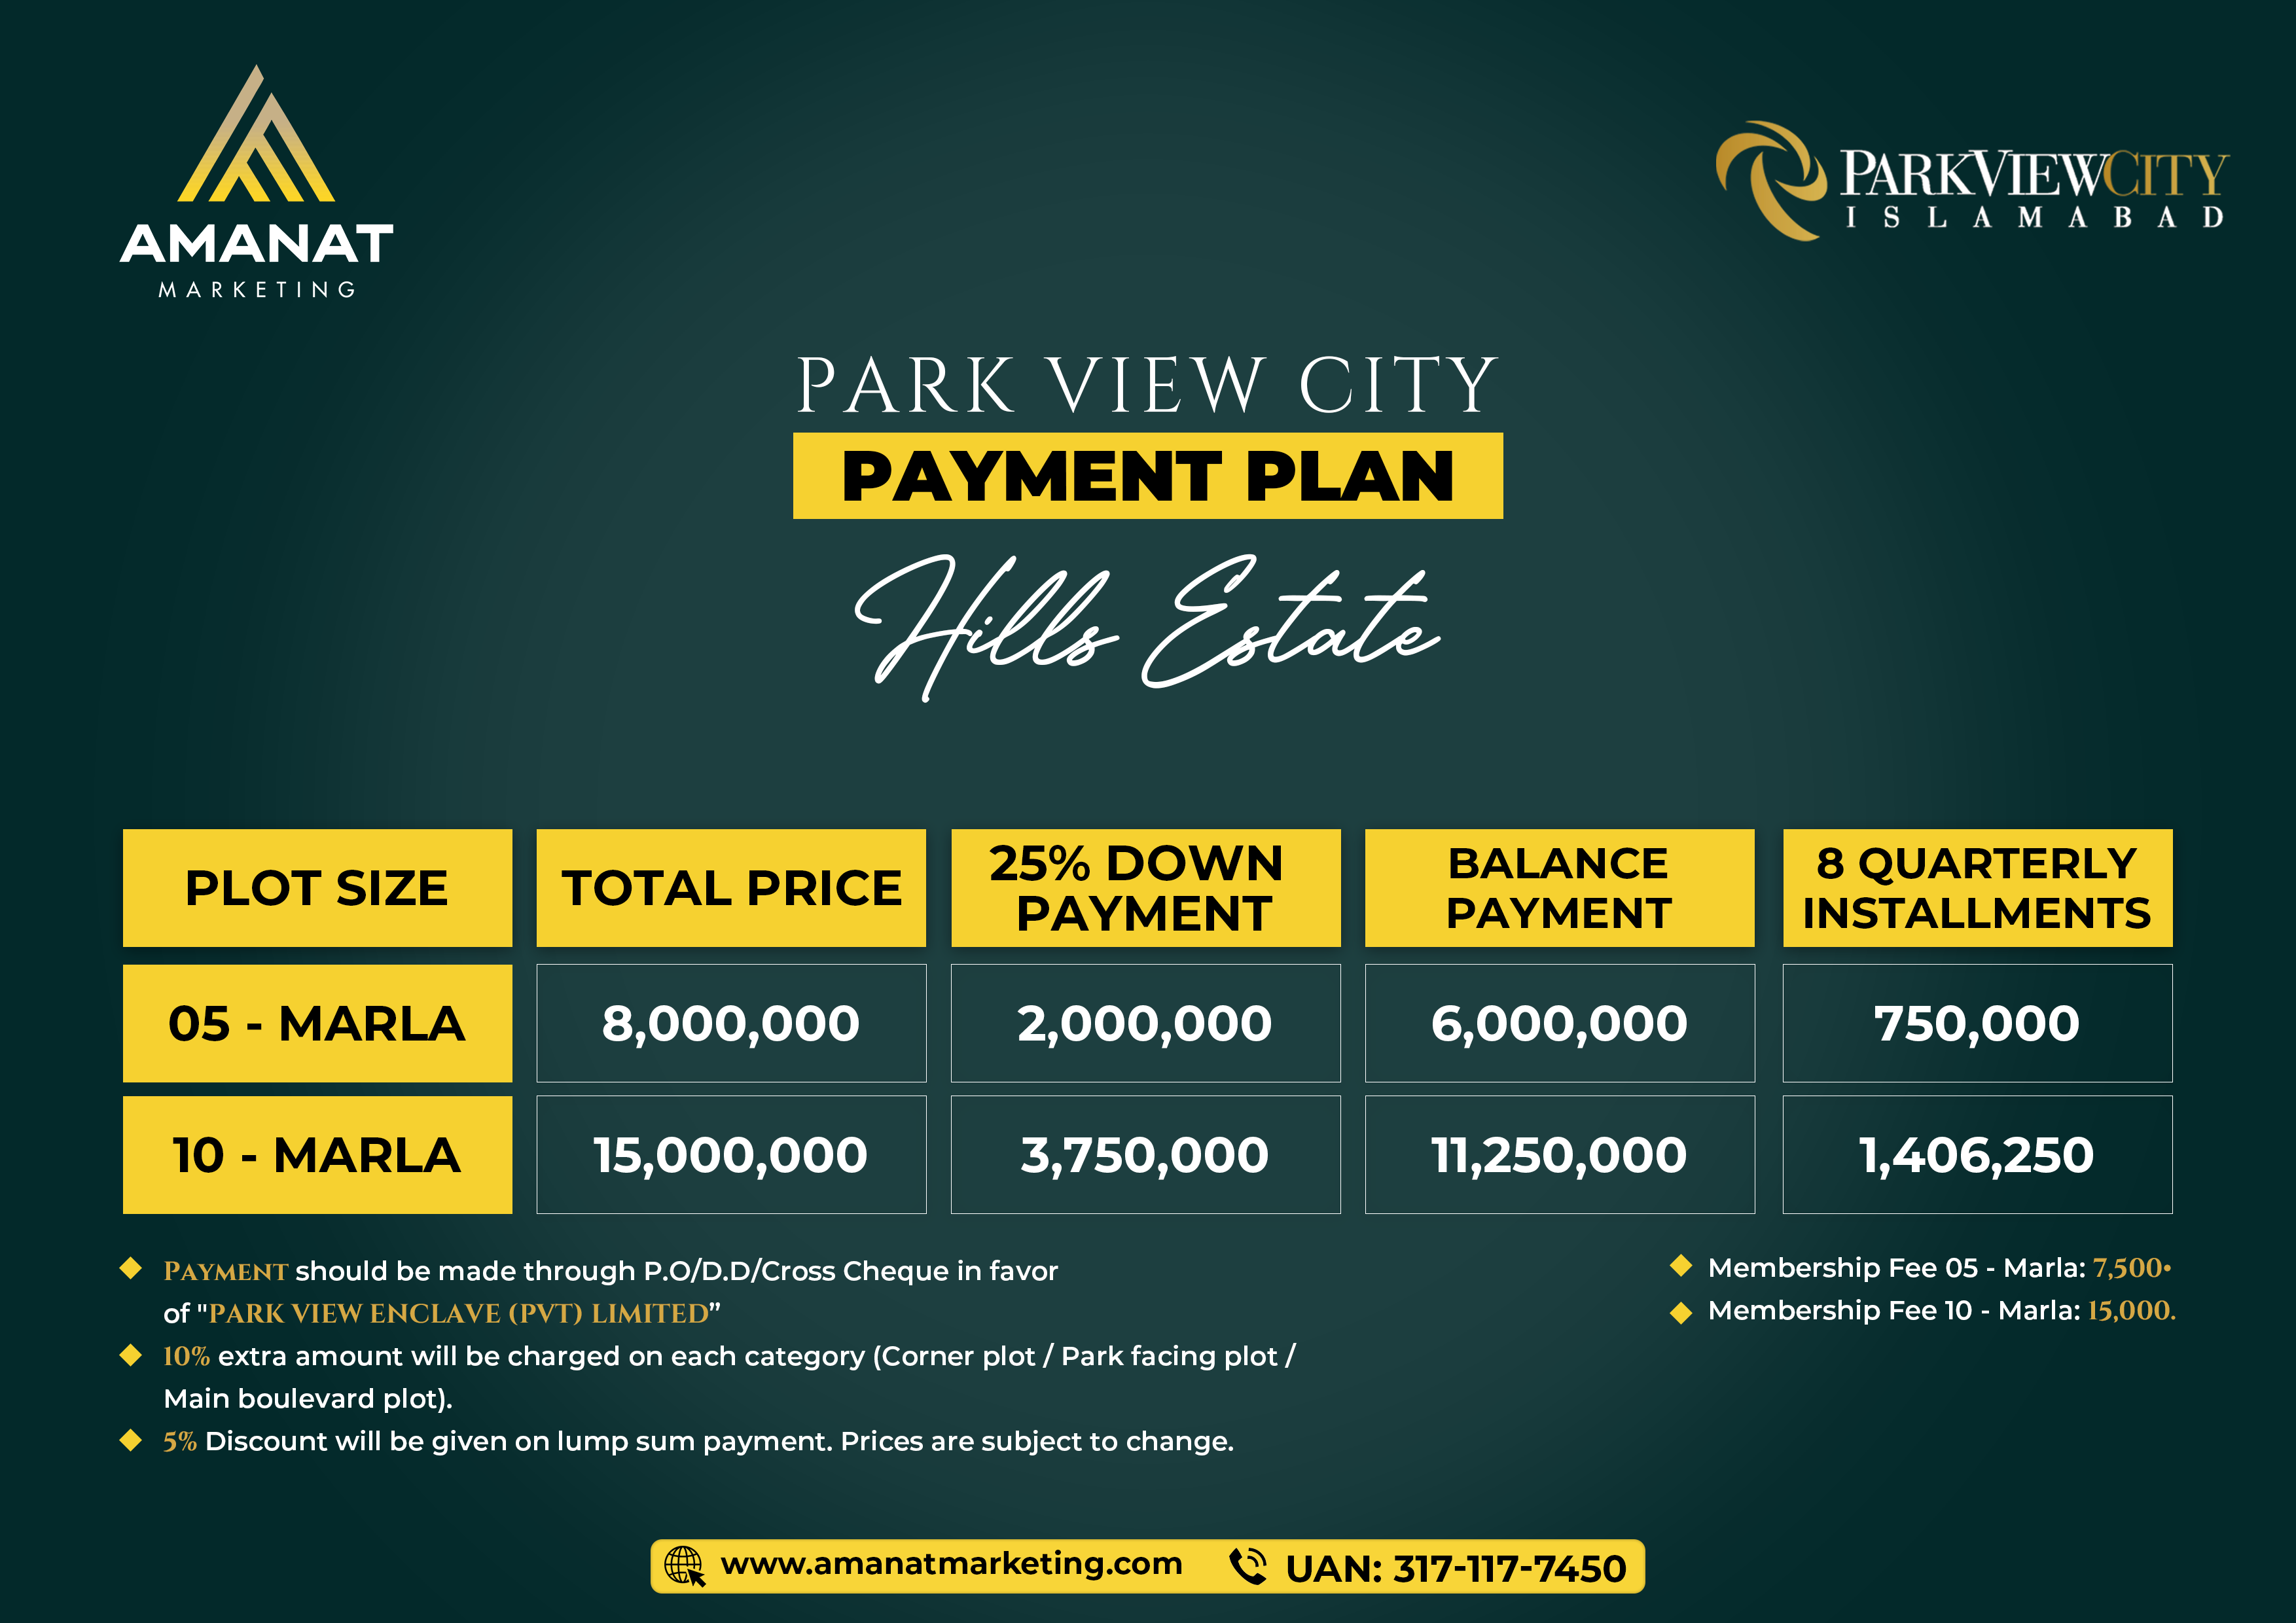 AMANAT
MARKETING
PARKVIEWCITY
ISLAMABAD
PARK VIEW CITY
PAYMENT PLAN
Hills Estate
PLOT SIZE
TOTAL PRICE
25% DOWN
PAYMENT
BALANCE
PAYMENT
8 QUARTERLY
INSTALLMENTS
05 - MARLA
8,000,000
2,000,000
6,000,000
750,000
10 - MARLA
15,000,000
3,750,000
11,250,000
1,406,250
PAYMENT should be made through P.O/D.D/Cross Cheque in favor
of "PARK VIEW ENCLAVE (PVT) LIMITED”
10% extra amount will be charged on each category (Corner plot / Park facing plot /
Main boulevard plot).
5% Discount will be given on lump sum payment. Prices are subject to change.
Membership Fee 05 - Marla: 7,500•
Membership Fee 10 - Marla: 15,000.
www.amanatmarketing.com
UAN: 317-117-7450